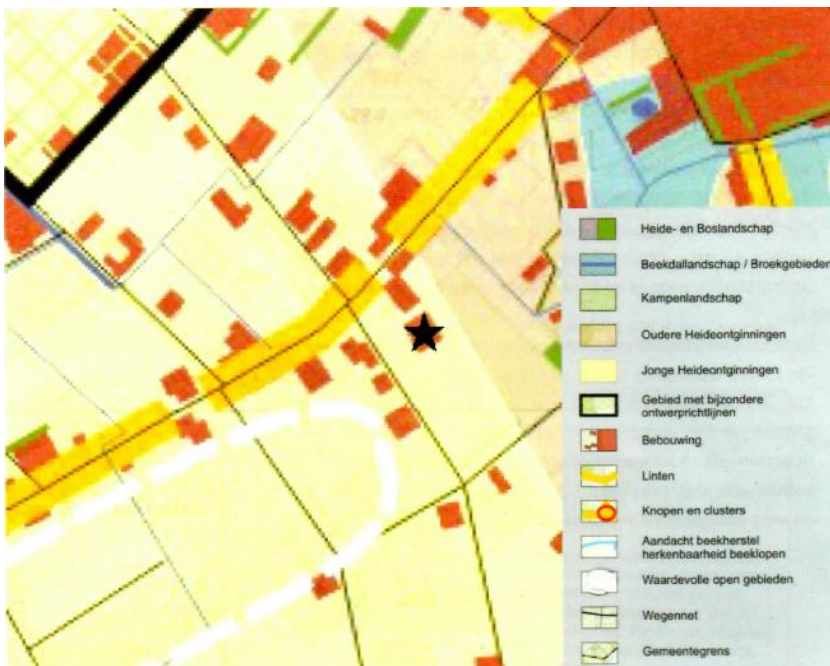 Heide- en Boslandschap
Beekdallandschap / Broekgebieden
Kampenlandschap
Oudere Heideontginningen
Jonge Heideontginningen
Gebied met bijzondere
ontwerprichtlijnen
Bebouwing
Linten
Knopen en clusters
Aandacht beekherstel
herkenbaarheid beeklopen
Waardevolle open gebieden
Wegennet
Gemeentegrens